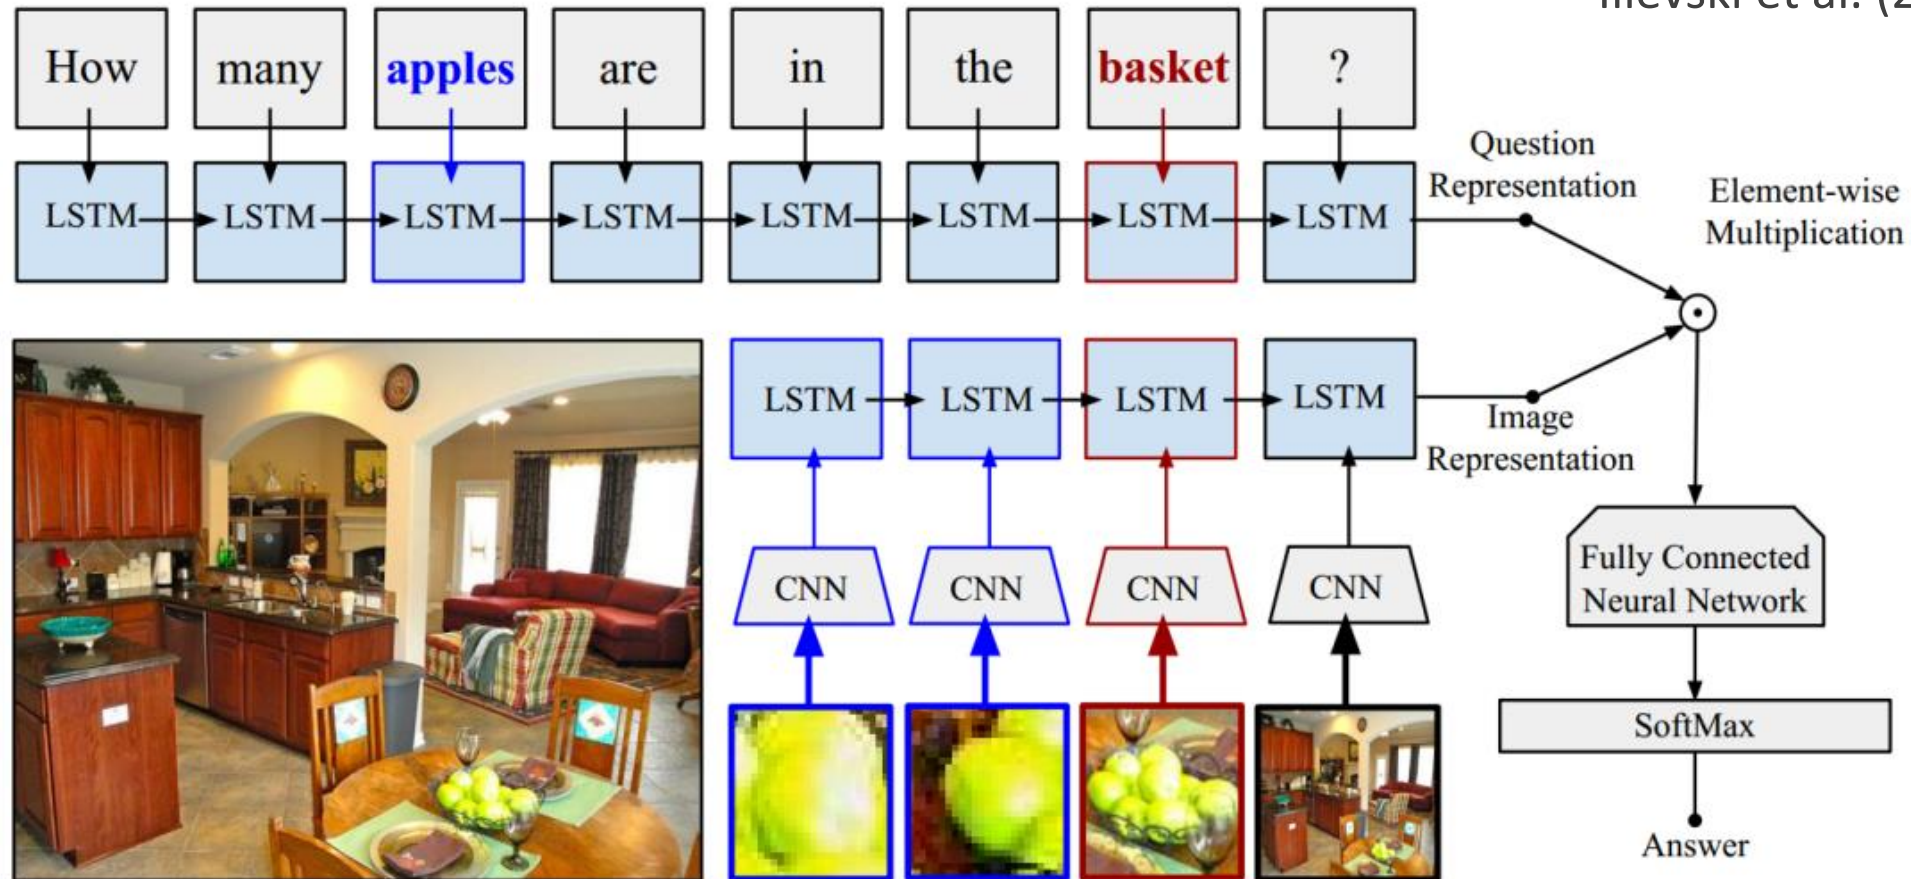 How many apples are in the basket ?
LSTM LSTM LSTM LSTM LSTM LSTM LSTM LSTM
Question
Representation
Element-wise
Multiplication
LSTM LSTM LSTM LSTM
Image
Representation
CNN CNN CNN CNN
Fully Connected
Neural Network
SoftMax
Answer